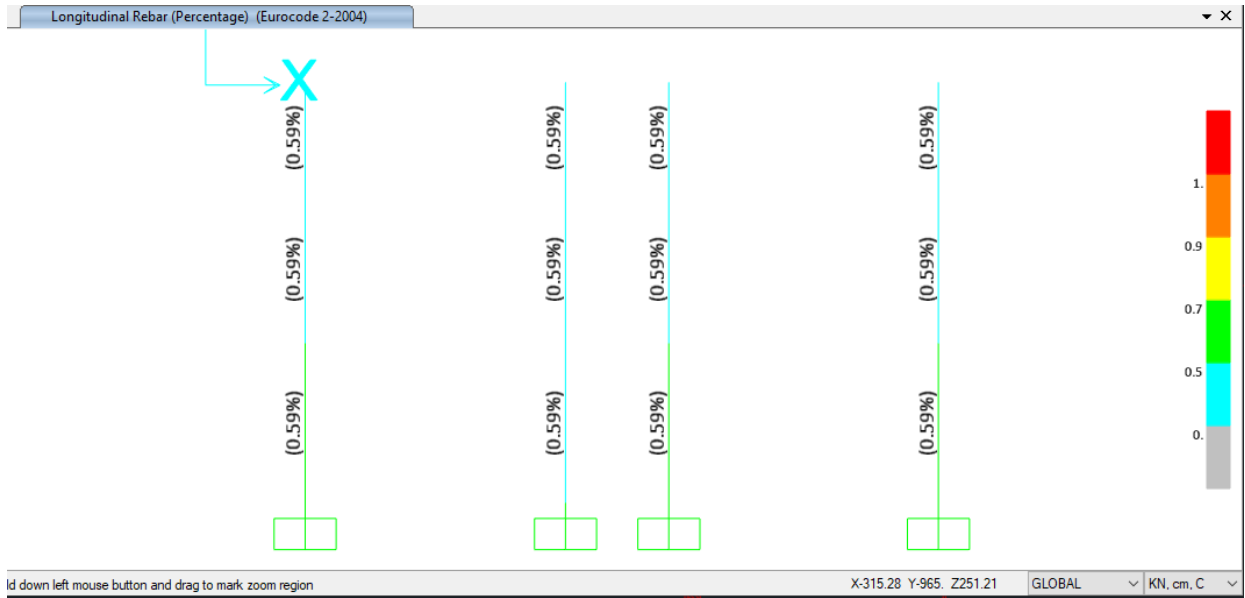 Longitudinal Rebar (Percentage) (Eurocode 2-2004)
X
(0.59%)
(0.59%)
(0.59%)
(0.59%)
(0.59%)
(0.59%)
(0.59%)
(0.59%)
(0.59%)
(0.59%)
(0.59%)
(0.59%)
1.
0.9
0.7
0.5
0.
ld down left mouse button and drag to mark zoom region
X-315.28 Y-965. Z251.21
GLOBAL
KN, cm, C